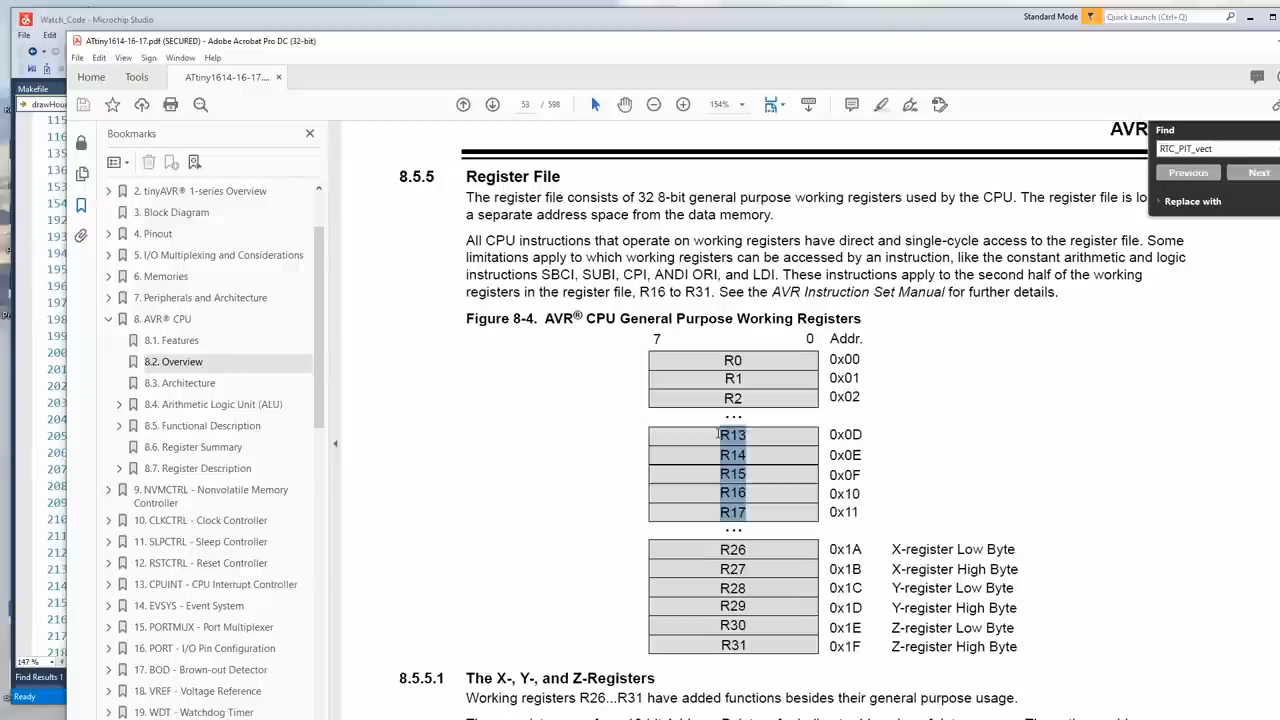 Watch_Code - Microchip Studio
Standard Mode
Quick Launch (Ctrl+Q)
File Edit
ATtiny1614-16-17.pdf (SECURED) - Adobe Acrobat Pro DC (32-bit)
File Edit View Sign Window Help
Home Tools ATtiny1614-16-17.... ×
Makefile
drawHou
53 / 598
154%
Bookmarks
2. tinyAVR® 1-series Overview
3. Block Diagram
4. Pinout
5. I/O Multiplexing and Considerations
6. Memories
7. Peripherals and Architecture
8. AVR® CPU
8.1. Features
8.2. Overview
8.3. Architecture
8.4. Arithmetic Logic Unit (ALU)
8.5. Functional Description
8.6. Register Summary
8.7. Register Description
9. NVMCTRL - Nonvolatile Memory
Controller
10. CLKCTRL - Clock Controller
11. SLPCTRL - Sleep Controller
12. RSTCTRL - Reset Controller
13. CPUINT - CPU Interrupt Controller
14. EVSYS - Event System
15. PORTMUX - Port Multiplexer
16. PORT - I/O Pin Configuration
17. BOD - Brown-out Detector
18. VREF - Voltage Reference
19. WDT - Watchdog Timer
147 %
Find Results 1
Ready
AVR
Find
RTC_PIT_vect
Previous Next
Replace with
8.5.5 Register File
The register file consists of 32 8-bit general purpose working registers used by the CPU. The register file is
a separate address space from the data memory.
All CPU instructions that operate on working registers have direct and single-cycle access to the register file. Some
limitations apply to which working registers can be accessed by an instruction, like the constant arithmetic and logic
instructions SBCI, SUBI, CPI, ANDI ORI, and LDI. These instructions apply to the second half of the working
registers in the register file, R16 to R31. See the AVR Instruction Set Manual for further details.
Figure 8-4. AVR® CPU General Purpose Working Registers
7 0 Addr.
R0 0x00
R1 0x01
R2 0x02
...
R13 0x0D
R14 0x0E
R15 0x0F
R16 0x10
R17 0x11
...
R26 0x1A X-register Low Byte
R27 0x1B X-register High Byte
R28 0x1C Y-register Low Byte
R29 0x1D Y-register High Byte
R30 0x1E Z-register Low Byte
R31 0x1F Z-register High Byte
8.5.5.1 The X-, Y-, and Z-Registers
Working registers R26...R31 have added functions besides their general purpose usage.